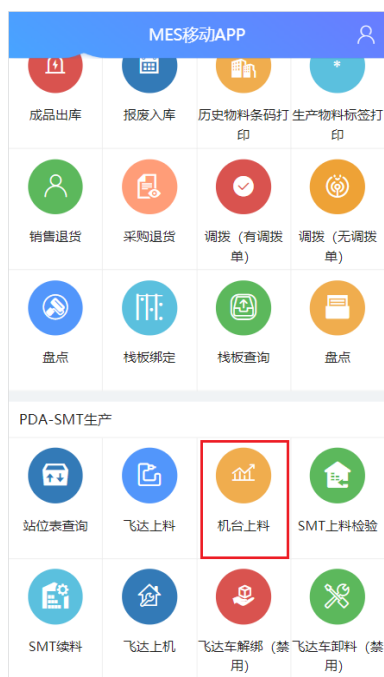 MES移动APP
成品出库 报废入库 历史物料条码打 生产物料标签打
印 印
销售退货 采购退货 调拨（有调拨 调拨（无调拨
单） 单）
盘点 栈板绑定 栈板查询 盘点
PDA-SMT生产
站位表查询 飞达上料 机台上料 SMT上料检验
SMT续料 飞达上机 飞达车解绑（禁 飞达车卸料（禁
用） 用）